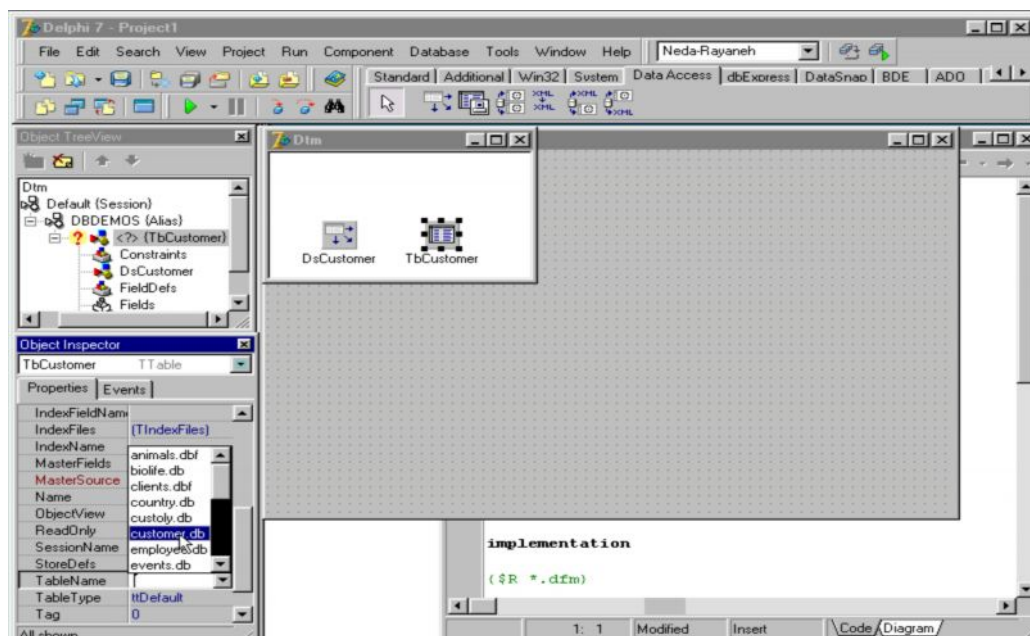 Delphi 7 - Project1
File Edit Search View Project Run Component Database Tools Window Help Neda-Rayaneh
Standard Additional Win32 System Data Access dbExpress DataSnap BDE ADO
Object TreeView
Dtm
Default {Session}
DBDEMOS {Alias}
<?> {TbCustomer}
Constraints
DsCustomer
FieldDefs
Fields
Dtm
DsCustomer TbCustomer
Object Inspector
TbCustomer TTable
Properties Events
IndexFieldName
IndexFiles (TIndexFiles)
IndexName
MasterFields
MasterSource
Name
ObjectView
ReadOnly
SessionName
StoreDefs
TableName
TableType ttDefault
Tag 0
All shown
animals.dbf
biolife.db
clients.dbf
country.db
custoly.db
customer.db
employee.db
events.db
implementation
{$R *.dfm}
1: 1 Modified Insert Code Diagram